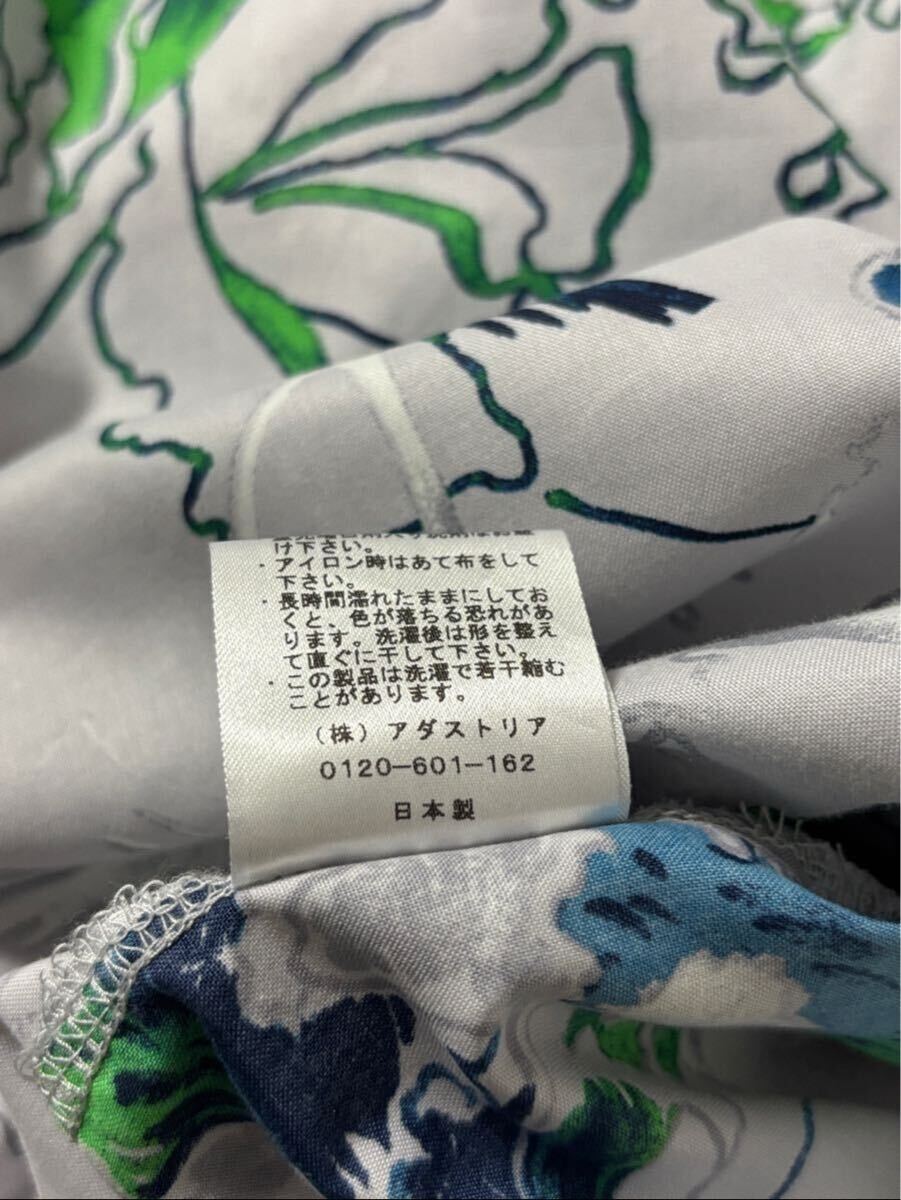 け下さい。
・アイロン時はあて布をして
下さい。
・長時間濡れたままにしてお
くと、色が落ちる恐れがあ
ります。洗濯後は形を整え
て直ぐに干して下さい。
・この製品は洗濯で若干縮む
ことがあります。
（株）アダストリア
0120-601-162
日本製